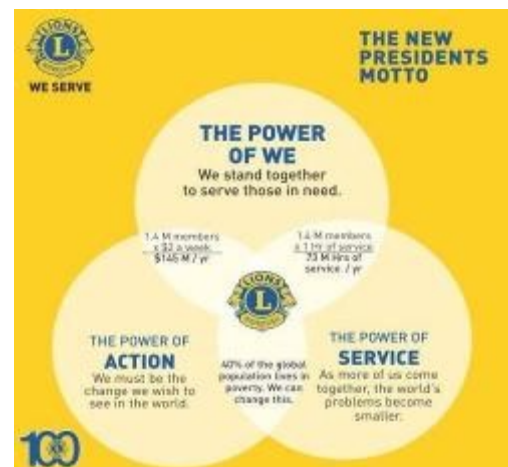 LIONS
L
WE SERVE
THE NEW
PRESIDENTS
MOTTO
THE POWER
OF WE
We stand together
to serve those in need.
1.4 M members
x $2 a week
$145 M / yr
1.4 M members
x 1 Hr of service
73 M Hrs of
service / yr
LIONS
L
THE POWER OF
ACTION
We must be the
change we wish to
see in the world.
40% of the global
population lives in
poverty. We can
change this.
THE POWER OF
SERVICE
As more of us come
together, the world's
problems become
smaller.
100